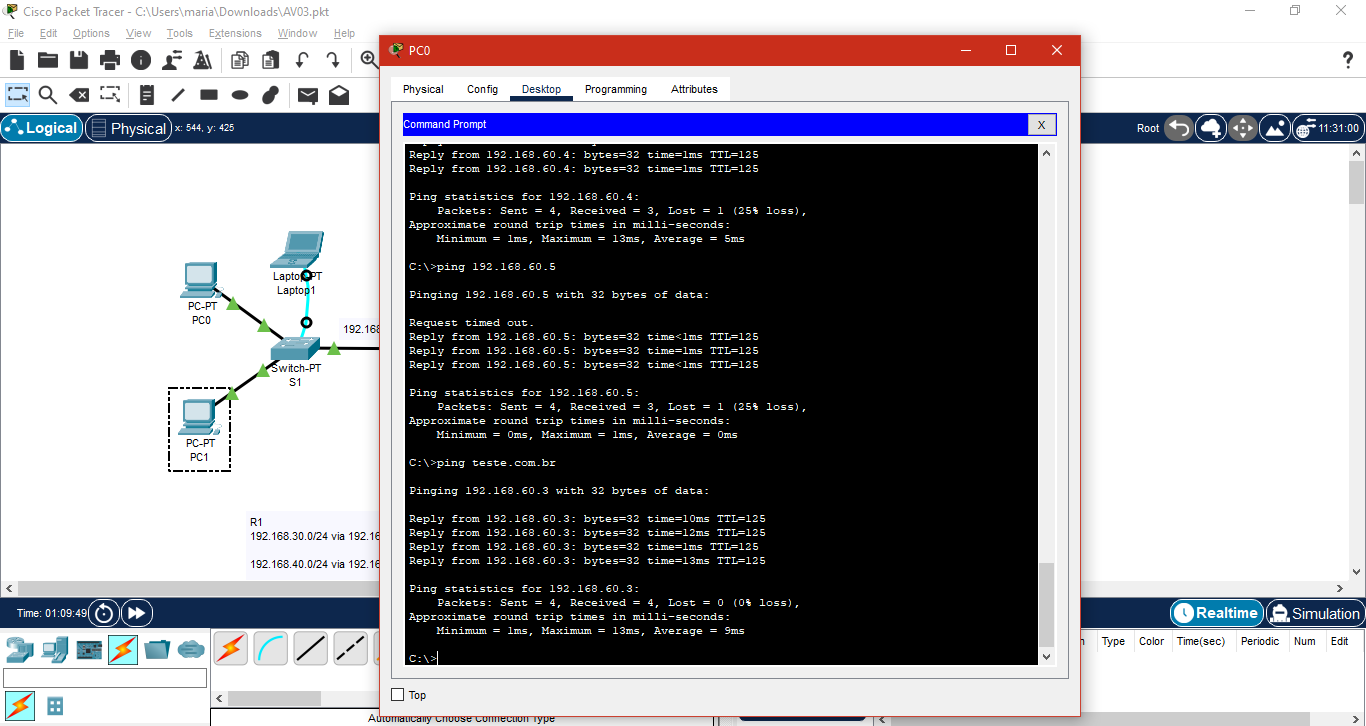 Cisco Packet Tracer - C:\Users\maria\Downloads\AV03.pkt
File Edit Options View Tools Extensions Window Help
?
Logical
Physical
x: 544, y: 425
Root
11:31:00
PC0
Physical Config Desktop Programming Attributes
Command Prompt
X
Reply from 192.168.60.4: bytes=32 time=1ms TTL=125
Reply from 192.168.60.4: bytes=32 time=1ms TTL=125
Ping statistics for 192.168.60.4:
Packets: Sent = 4, Received = 3, Lost = 1 (25% loss),
Approximate round trip times in milli-seconds:
Minimum = 1ms, Maximum = 13ms, Average = 5ms
C:\>ping 192.168.60.5
Pinging 192.168.60.5 with 32 bytes of data:
Request timed out.
Reply from 192.168.60.5: bytes=32 time<1ms TTL=125
Reply from 192.168.60.5: bytes=32 time=1ms TTL=125
Reply from 192.168.60.5: bytes=32 time<1ms TTL=125
Ping statistics for 192.168.60.5:
Packets: Sent = 4, Received = 3, Lost = 1 (25% loss),
Approximate round trip times in milli-seconds:
Minimum = 0ms, Maximum = 1ms, Average = 0ms
C:\>ping teste.com.br
Pinging 192.168.60.3 with 32 bytes of data:
Reply from 192.168.60.3: bytes=32 time=10ms TTL=125
Reply from 192.168.60.3: bytes=32 time=12ms TTL=125
Reply from 192.168.60.3: bytes=32 time=1ms TTL=125
Reply from 192.168.60.3: bytes=32 time=13ms TTL=125
Ping statistics for 192.168.60.3:
Packets: Sent = 4, Received = 4, Lost = 0 (0% loss),
Approximate round trip times in milli-seconds:
Minimum = 1ms, Maximum = 13ms, Average = 9ms
C:\>
Top
Laptop-PT
Laptop1
PC-PT
PC0
192.168
Switch-PT
S1
PC-PT
PC1
R1
192.168.30.0/24 via 192.16
192.168.40.0/24 via 192.16
Time: 01:09:49
Realtime
Simulation
Type Color Time(sec) Periodic Num Edit
Automatically Choose Connection Type